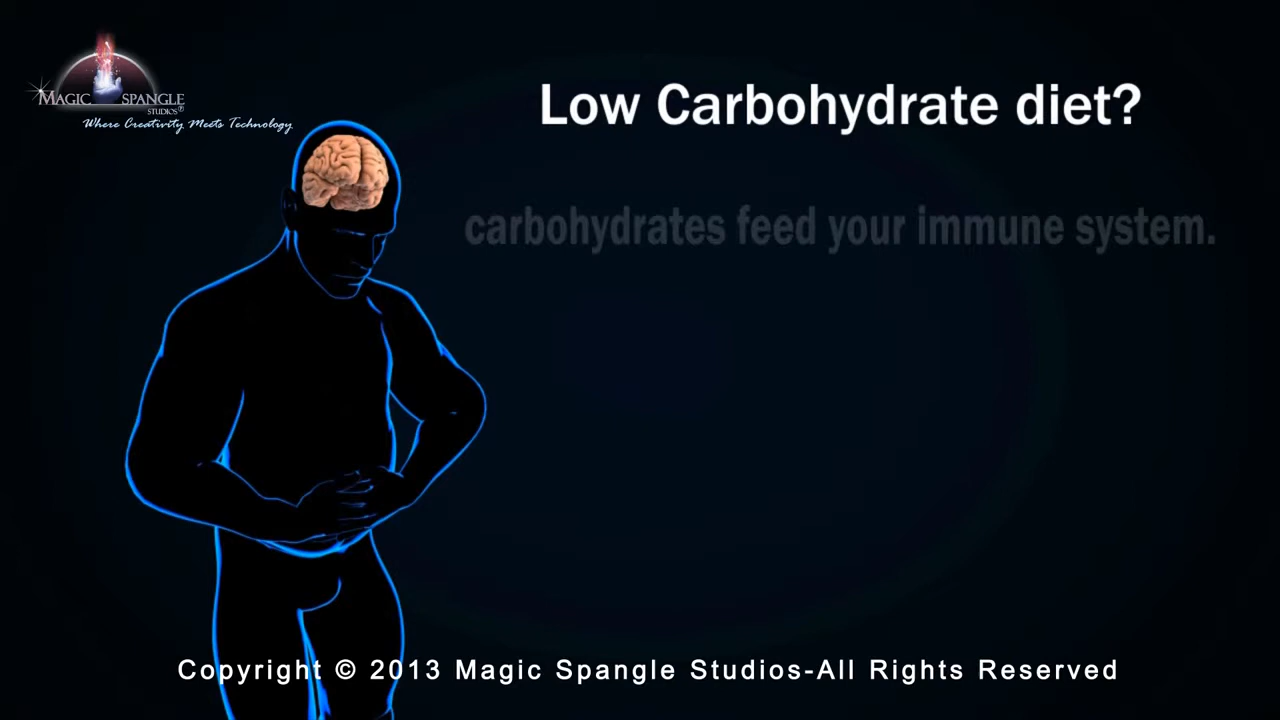 MAGIC SPANGLE
STUDIOS®
Where Creativity Meets Technology
Low Carbohydrate diet?
carbohydrates feed your immune system.
Copyright © 2013 Magic Spangle Studios-All Rights Reserved